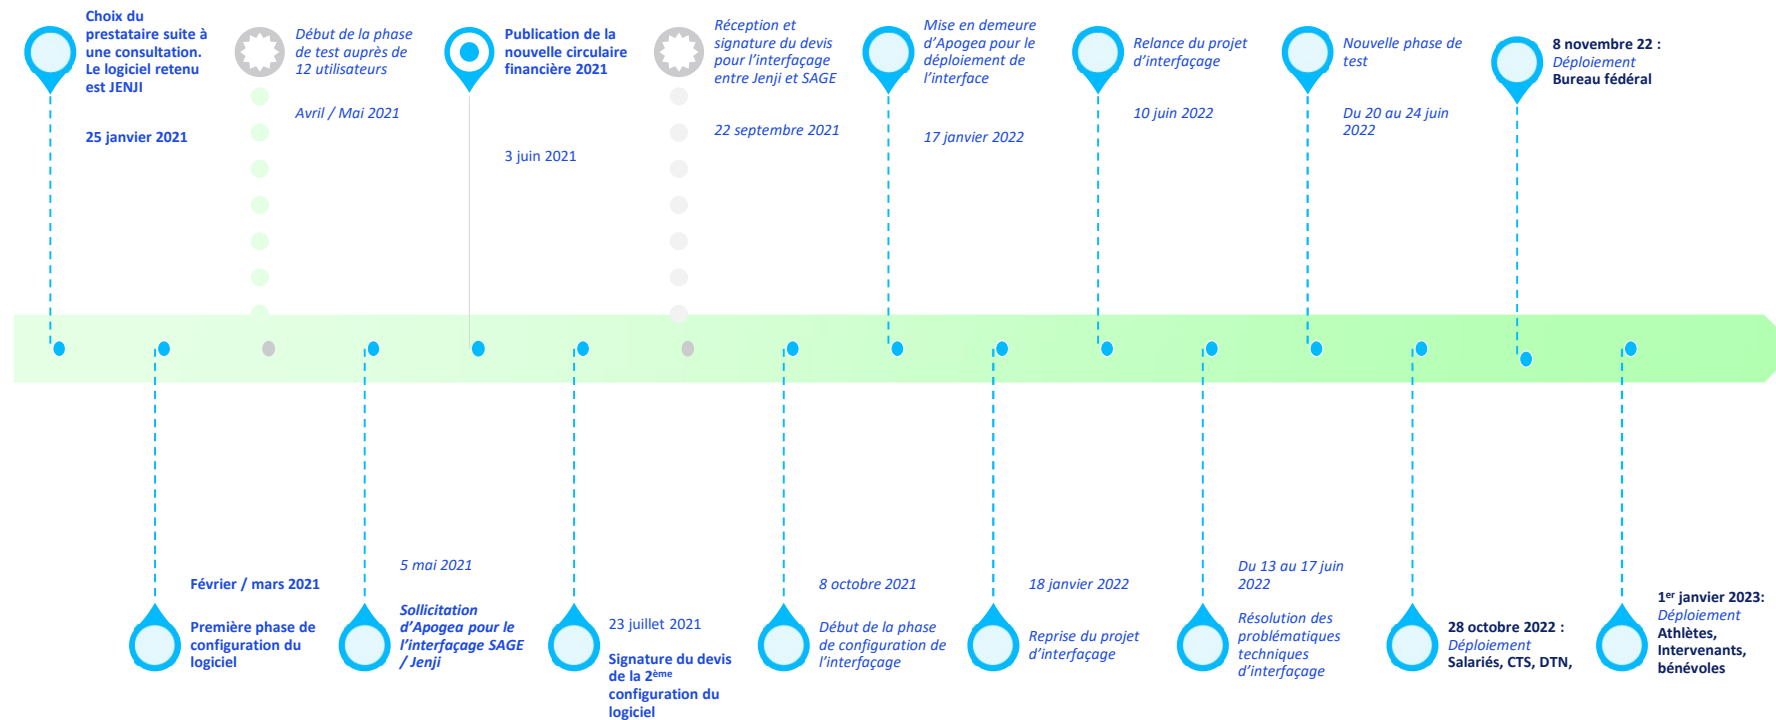 Choix du
prestataire suite à
une consultation.
Le logiciel retenu
est JENJI
25 janvier 2021
Début de la phase
de test auprès de
12 utilisateurs
Avril / Mai 2021
Publication de la
nouvelle circulaire
financière 2021
3 juin 2021
Réception et
signature du devis
pour l’interfaçage
entre Jenji et SAGE
22 septembre 2021
Mise en demeure
d’Apogea pour le
déploiement de
l’interface
17 janvier 2022
Relance du projet
d’interfaçage
10 juin 2022
Nouvelle phase de
test
Du 20 au 24 juin
2022
8 novembre 22 :
Déploiement
Bureau fédéral
Février / mars 2021
Première phase de
configuration du
logiciel
5 mai 2021
Sollicitation
d’Apogea pour le
l’interfaçage SAGE
/ Jenji
23 juillet 2021
Signature du devis
de la 2ème
configuration du
logiciel
8 octobre 2021
Début de la phase
de configuration de
l’interfaçage
18 janvier 2022
Reprise du projet
d’interfaçage
Du 13 au 17 juin
2022
Résolution des
problématiques
techniques
d’interfaçage
28 octobre 2022 :
Déploiement
Salariés, CTS, DTN,
1er janvier 2023:
Déploiement
Athlètes,
Intervenants,
bénévoles